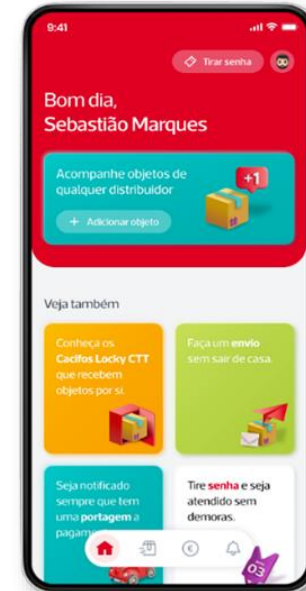 9:41
Tirar senha
Bom dia,
Sebastião Marques
Acompanhe objetos de
qualquer distribuidor
+1
+ Adicionar objeto
Veja também
Conheça os
Cacifos Locky CTT
que recebem
objetos por si.
Faça um envio
sem sair de casa.
Seja notificado
sempre que tem
uma portagem a
Tire senha e seja
atendido sem
demoras.
€
03